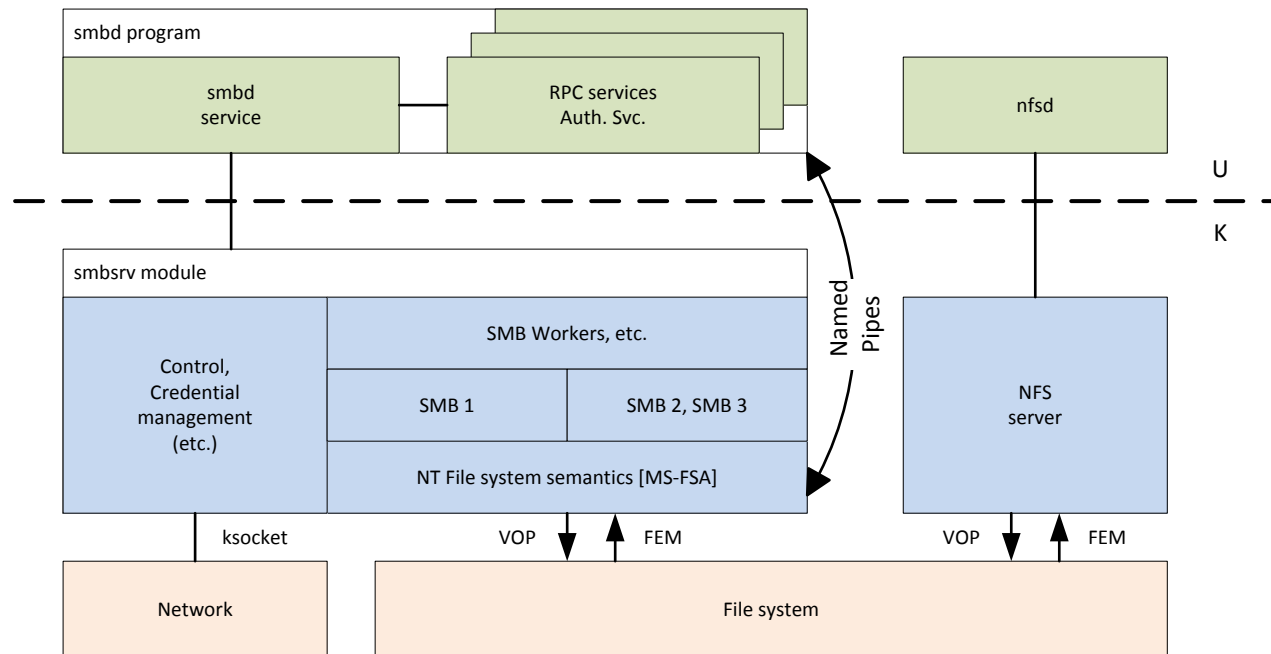 smbd program
smbd
service
RPC services
Auth. Svc.
nfsd
U
K
smbsrv module
Control,
Credential
management
(etc.)
SMB Workers, etc.
SMB 1
SMB 2, SMB 3
NT File system semantics [MS-FSA]
Named
Pipes
NFS
server
ksocket
VOP
FEM
VOP
FEM
Network
File system